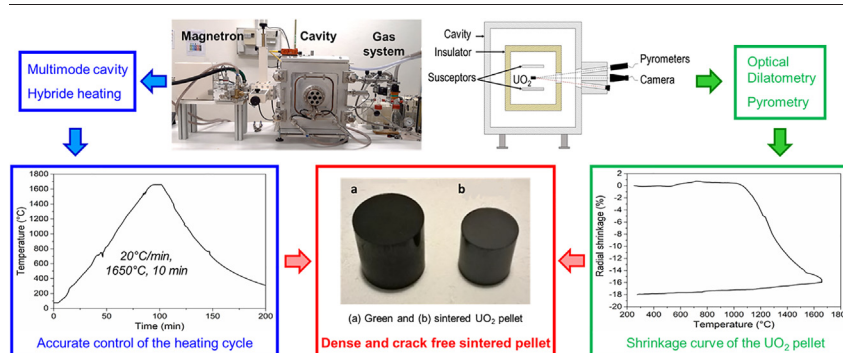 Magnetron
Cavity
Gas
system
Cavity
Insulator
Susceptors
UO2
Pyrometers
Camera
Multimode cavity
Hybride heating
Optical
Dilatometry
Pyrometry
1800
1600
1400
1200
1000
800
600
400
200
0
Temperature (°C)
20°C/min,
1650°C, 10 min
0 50 100 150 200
Time (min)
Accurate control of the heating cycle
a
b
(a) Green and (b) sintered UO2 pellet
Dense and crack free sintered pellet
2
0
-2
-4
-6
-8
-10
-12
-14
-16
-18
-20
Radial shrinkage (%)
200 400 600 800 1000 1200 1400 1600 1800
Temperature (°C)
Shrinkage curve of the UO2 pellet